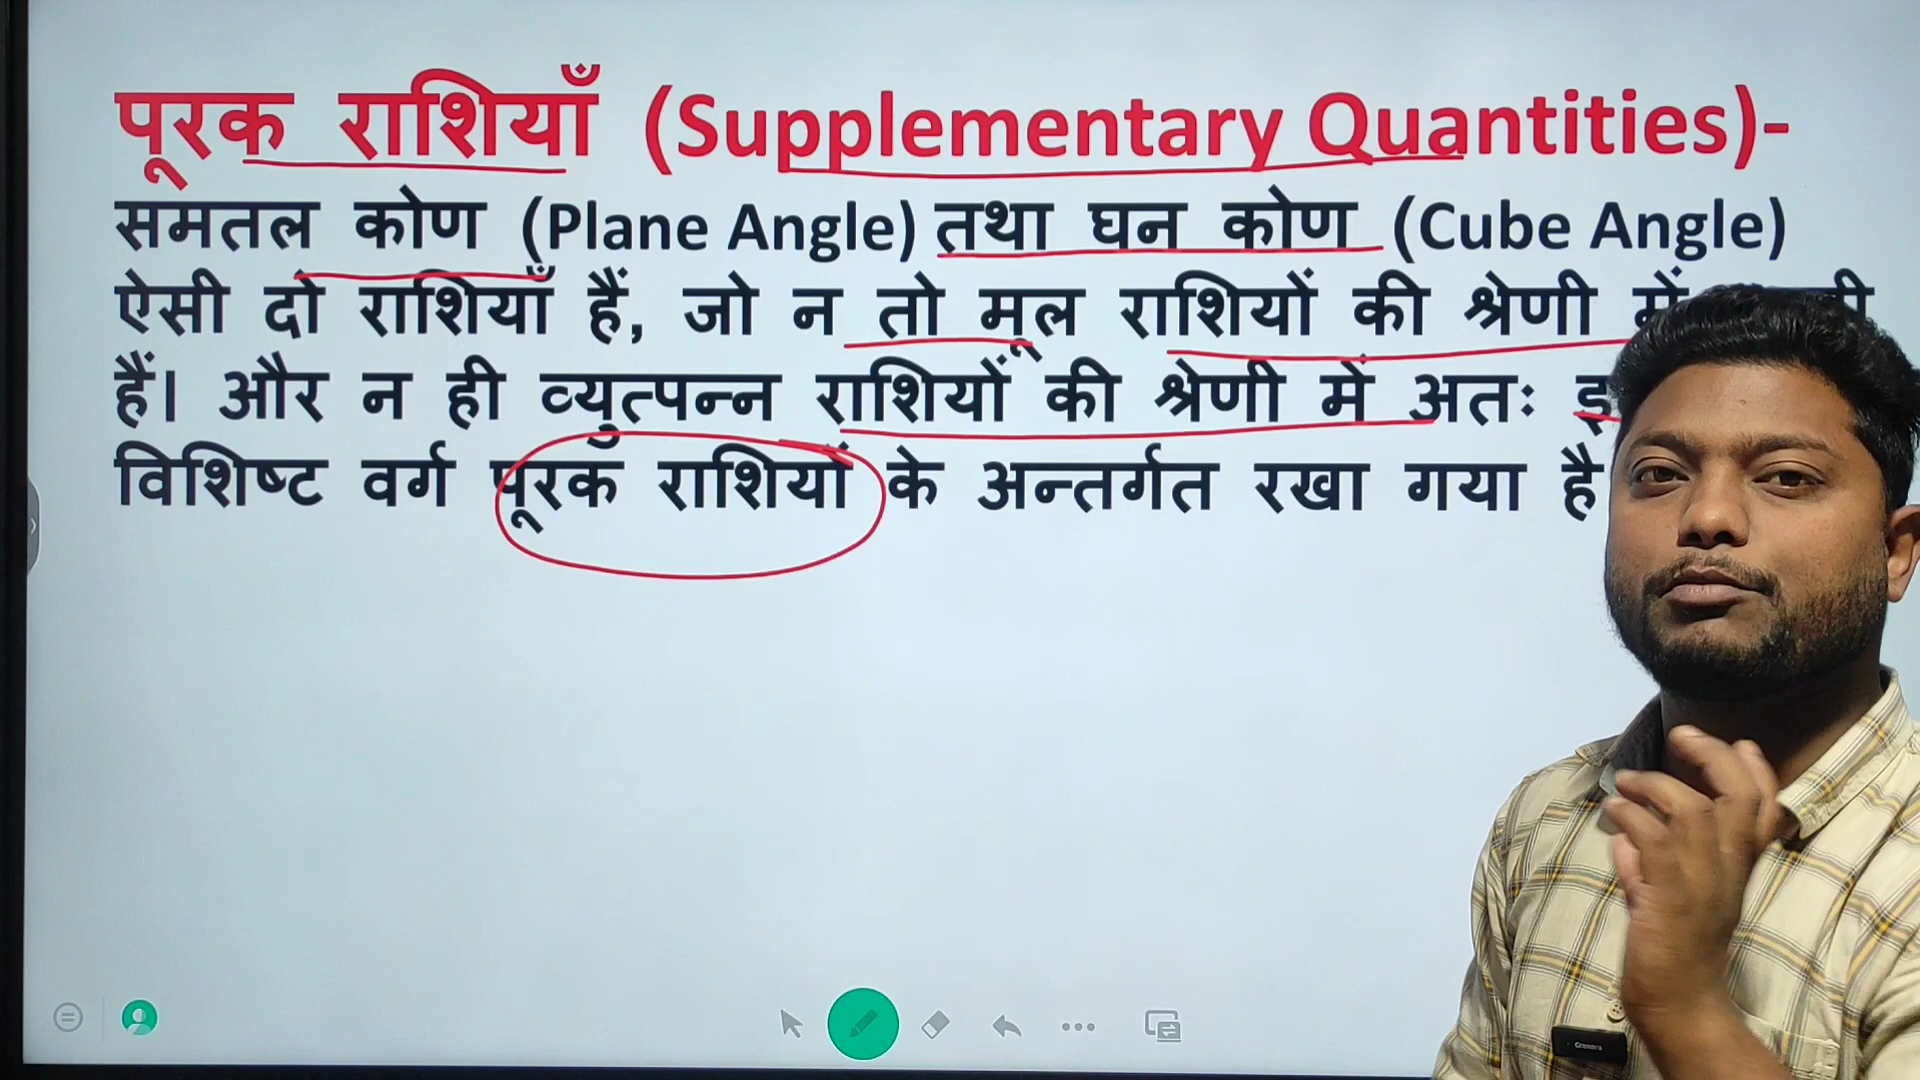 पूरक राशियाँ (Supplementary Quantities)-
समतल कोण (Plane Angle) तथा घन कोण (Cube Angle)
ऐसी दो राशियाँ हैं, जो न तो मूल राशियों की श्रेणी में
हैं। और न ही व्युत्पन्न राशियों की श्रेणी में अतः
विशिष्ट वर्ग पूरक राशियों के अन्तर्गत रखा गया है